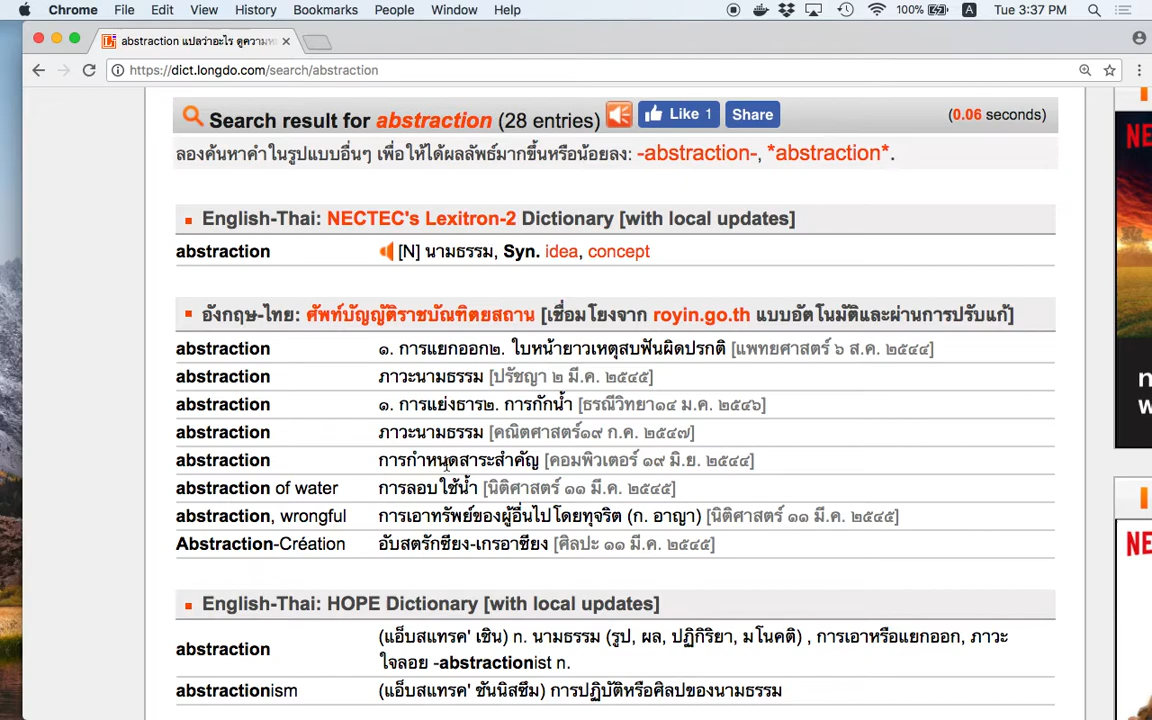 Chrome File Edit View History Bookmarks People Window Help 100% A Tue 3:37 PM
abstraction แปลว่าอะไร ดูความหม
https://dict.longdo.com/search/abstraction
Search result for abstraction (28 entries) Like 1 Share (0.06 seconds)
ลองค้นหาคำในรูปแบบอื่นๆ เพื่อให้ได้ผลลัพธ์มากขึ้นหรือน้อยลง: -abstraction-, *abstraction*.
English-Thai: NECTEC's Lexitron-2 Dictionary [with local updates]
abstraction [N] นามธรรม, Syn. idea, concept
อังกฤษ-ไทย: ศัพท์บัญญัติราชบัณฑิตยสถาน [เชื่อมโยงจาก royin.go.th แบบอัตโนมัติและผ่านการปรับแก้]
abstraction ๑. การแยกออก๒. ใบหน้ายาวเหตุสบฟันผิดปรกติ [แพทยศาสตร์ ๖ ส.ค. ๒๕๔๔]
abstraction ภาวะนามธรรม [ปรัชญา ๒ มี.ค. ๒๕๔๕]
abstraction ๑. การแย่งธาร๒. การกักน้ำ [ธรณีวิทยา๑๔ ม.ค. ๒๕๔๖]
abstraction ภาวะนามธรรม [คณิตศาสตร์๑๙ ก.ค. ๒๕๔๗]
abstraction การกำหนดสาระสำคัญ [คอมพิวเตอร์ ๑๙ มิ.ย. ๒๕๔๔]
abstraction of water การลอบใช้น้ำ [นิติศาสตร์ ๑๑ มี.ค. ๒๕๔๕]
abstraction, wrongful การเอาทรัพย์ของผู้อื่นไปโดยทุจริต (ก. อาญา) [นิติศาสตร์ ๑๑ มี.ค. ๒๕๔๕]
Abstraction-Création อับสตรักซียง-เกรอาซียง [ศิลปะ ๑๑ มี.ค. ๒๕๔๕]
English-Thai: HOPE Dictionary [with local updates]
abstraction (แอ็บสแทรค' เชิน) n. นามธรรม (รูป, ผล, ปฏิกิริยา, มโนคติ) , การเอาหรือแยกออก, ภาวะ
ใจลอย -abstractionist n.
abstractionism (แอ็บสแทรค' ชันนิสซึม) การปฏิบัติหรือศิลปของนามธรรม